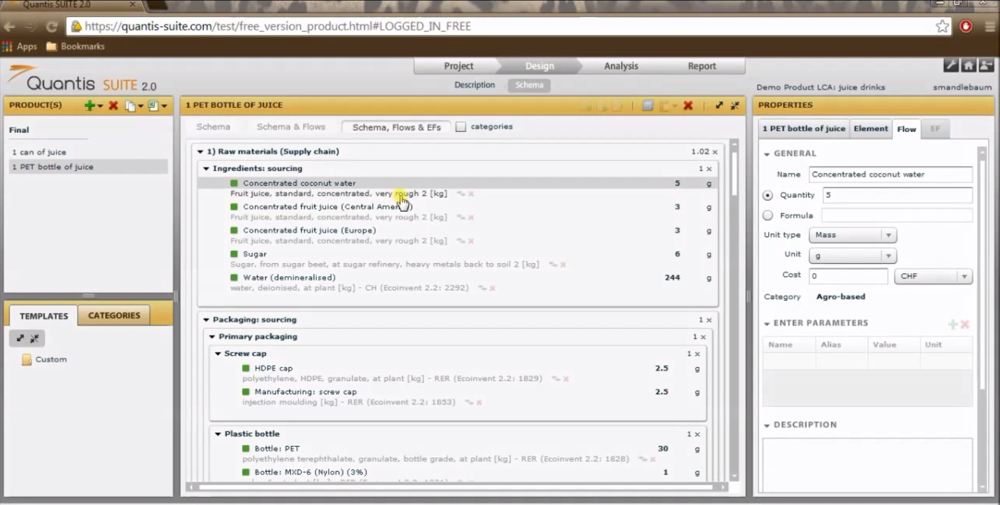 Quantis SUITE 2.0
https://quantis-suite.com/test/free_version_product.html#LOGGED_IN_FREE
Apps Bookmarks
Project Design Analysis Report
Quantis SUITE 2.0
Description Schema
Demo Product LCA: juice drinks smandlebaum
PRODUCT(S)
Final
1 can of juice
1 PET bottle of juice
TEMPLATES CATEGORIES
Custom
1 PET BOTTLE OF JUICE
Schema Schema & Flows Schema, Flows & EFs categories
1) Raw materials (Supply chain) 1.02 x
Ingredients: sourcing 1 x
Concentrated coconut water 5 g
Fruit juice, standard, concentrated, very rough 2 [kg]
Concentrated fruit juice (Central 3 g
Fruit juice, standard, concentrated, very rough 2 [kg]
Concentrated fruit juice (Europe) 3 g
Fruit juice, standard, concentrated, very rough 2 [kg]
Sugar 6 g
Sugar, from sugar beet, at sugar refinery, heavy metals back to soil 2 [kg]
Water (demineralised) 244 g
water, deionised, at plant [kg] - CH (Ecoinvent 2.2: 2292)
Packaging: sourcing 1 x
Primary packaging 1 x
Screw cap 1 x
HDPE cap 2.5 g
polyethylene, HDPE, granulate, at plant [kg] - RER (Ecoinvent 2.2: 1829)
Manufacturing: screw cap 2.5 g
injection moulding [kg] - RER (Ecoinvent 2.2: 1853)
Plastic bottle 1 x
Bottle: PET 30 g
polyethylene terephthalate, granulate, bottle grade, at plant [kg] - RER (Ecoinvent 2.2: 1828)
Bottle: MXD-6 (Nylon) (3%) 1 g
PROPERTIES
1 PET bottle of juice Element Flow EF
GENERAL
Name Concentrated coconut water
Quantity 5
Formula
Unit type Mass
Unit g
Cost 0 CHF
Category Agro-based
ENTER PARAMETERS
Name Alias Value Unit
DESCRIPTION